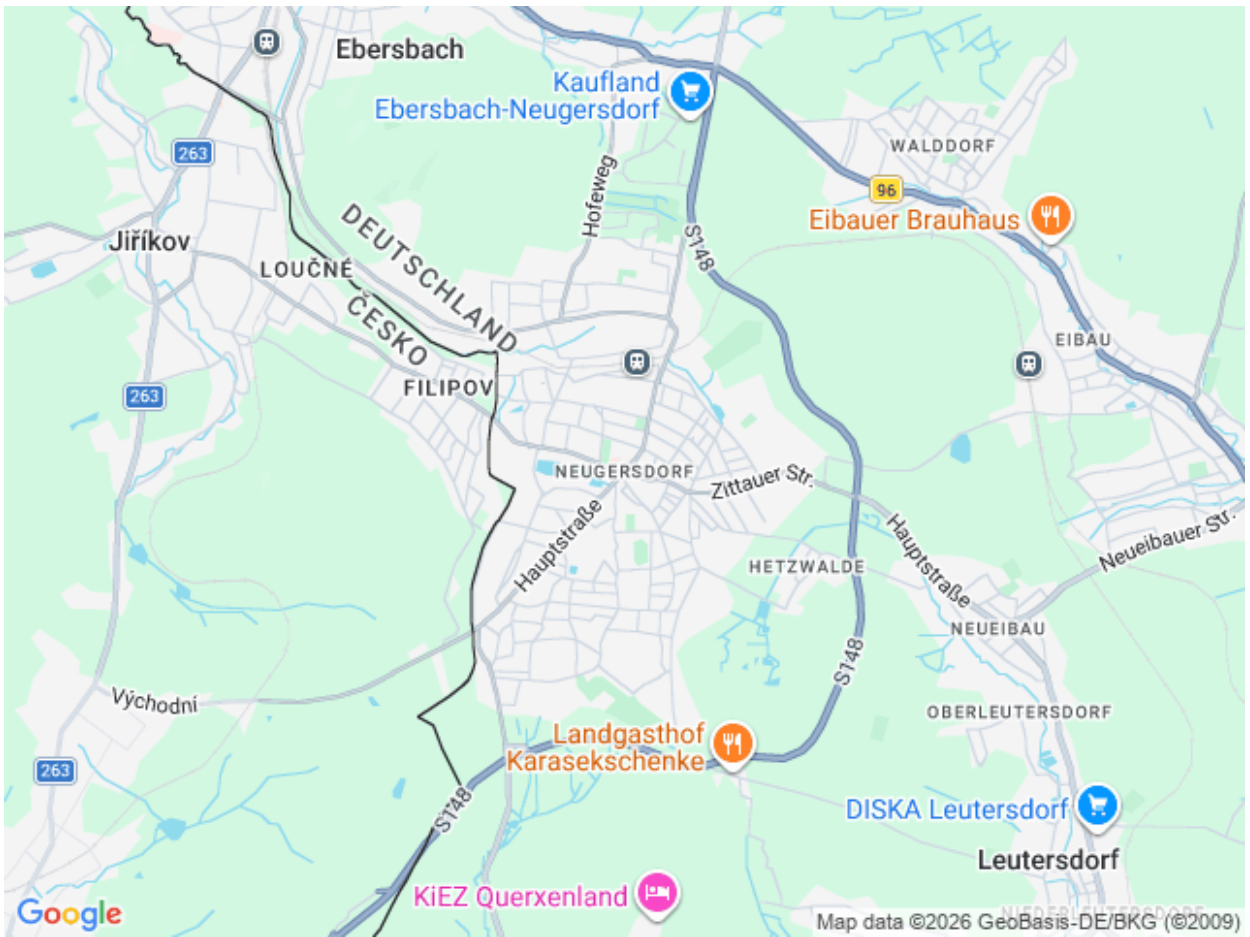 Ebersbach
Kaufland
Ebersbach-Neugersdorf
WALDDORF
263
Hofeweg
96
Eibauer Brauhaus
DEUTSCHLAND
S148
Jiříkov
LOUČNÉ
ČESKO
EIBAU
FILIPOV
263
NEUGERSDORF
Zittauer Str.
Hauptstraße
Hauptstraße
Neueibauer Str.
HETZWALDE
NEUEIBAU
S148
Východní
OBERLEUTERSDORF
Landgasthof
Karasekschenke
263
S148
DISKA Leutersdorf
Leutersdorf
KiEZ Querxenland
NIEDERLEUTERSDORF
Google
Map data ©2026 GeoBasis-DE/BKG (©2009)